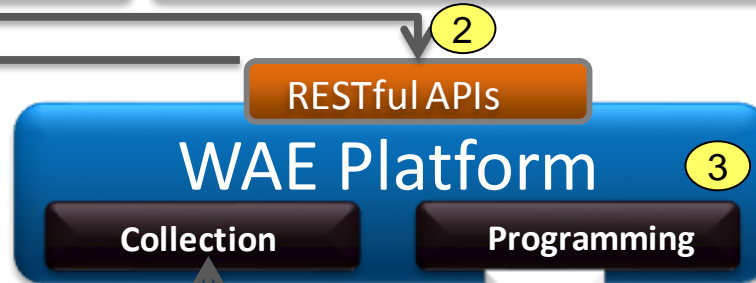 2
RESTful APIs
WAE Platform
3
Collection
Programming